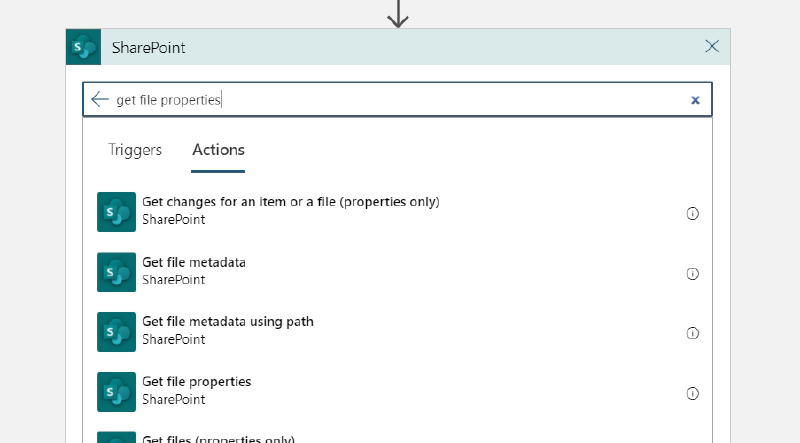 SharePoint
get file properties
Triggers Actions
Get changes for an item or a file (properties only)
SharePoint
Get file metadata
SharePoint
Get file metadata using path
SharePoint
Get file properties
SharePoint
Get files (properties only)